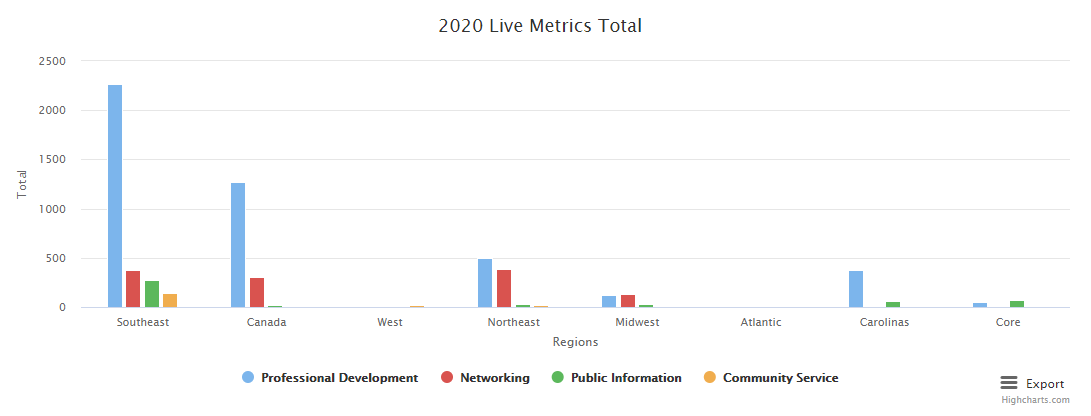 2020 Live Metrics Total
2500
2000
1500
1000
500
0
Total
Southeast Canada West Northeast Midwest Atlantic Carolinas Core
Regions
Professional Development Networking Public Information Community Service
Export
Highcharts.com